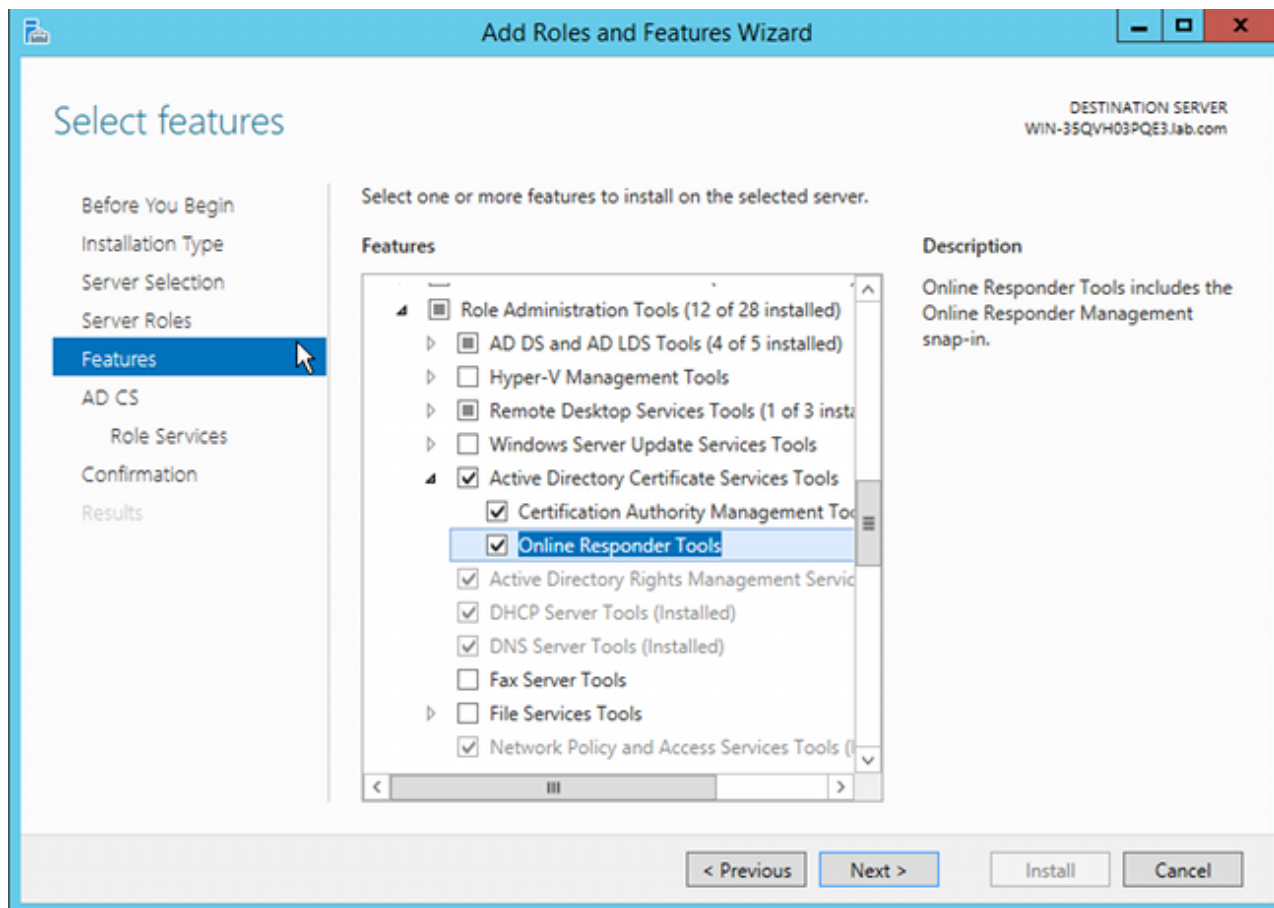 Add Roles and Features Wizard
Select features
DESTINATION SERVER
WIN-35QVH03PQE3.lab.com
Before You Begin
Installation Type
Server Selection
Server Roles
Features
AD CS
Role Services
Confirmation
Results
Select one or more features to install on the selected server.
Features
Role Administration Tools (12 of 28 installed)
AD DS and AD LDS Tools (4 of 5 installed)
Hyper-V Management Tools
Remote Desktop Services Tools (1 of 3 insta
Windows Server Update Services Tools
Active Directory Certificate Services Tools
Certification Authority Management Too
Online Responder Tools
Active Directory Rights Management Servic
DHCP Server Tools (Installed)
DNS Server Tools (Installed)
Fax Server Tools
File Services Tools
Network Policy and Access Services Tools (I
Description
Online Responder Tools includes the
Online Responder Management
snap-in.
< Previous
Next >
Install
Cancel